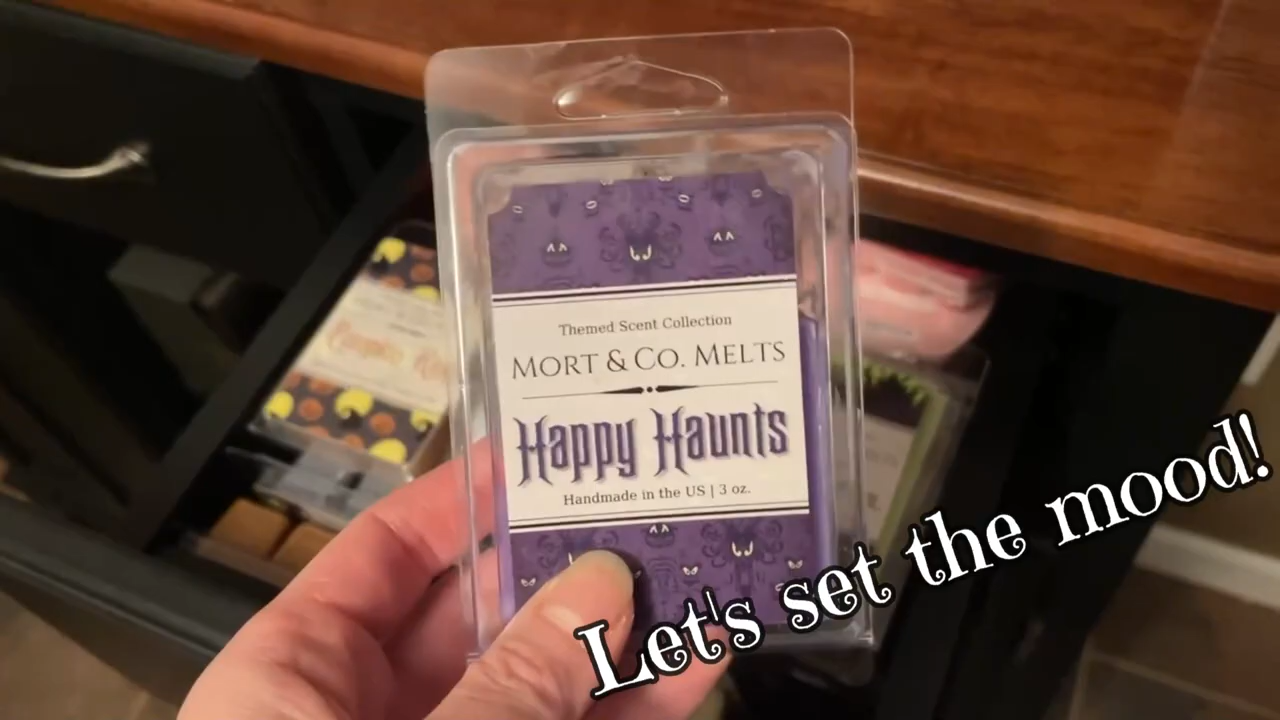 Themed Scent Collection
MORT & CO. MELTS
Happy Haunts
Handmade in the US | 3 oz.
Let's set the mood!